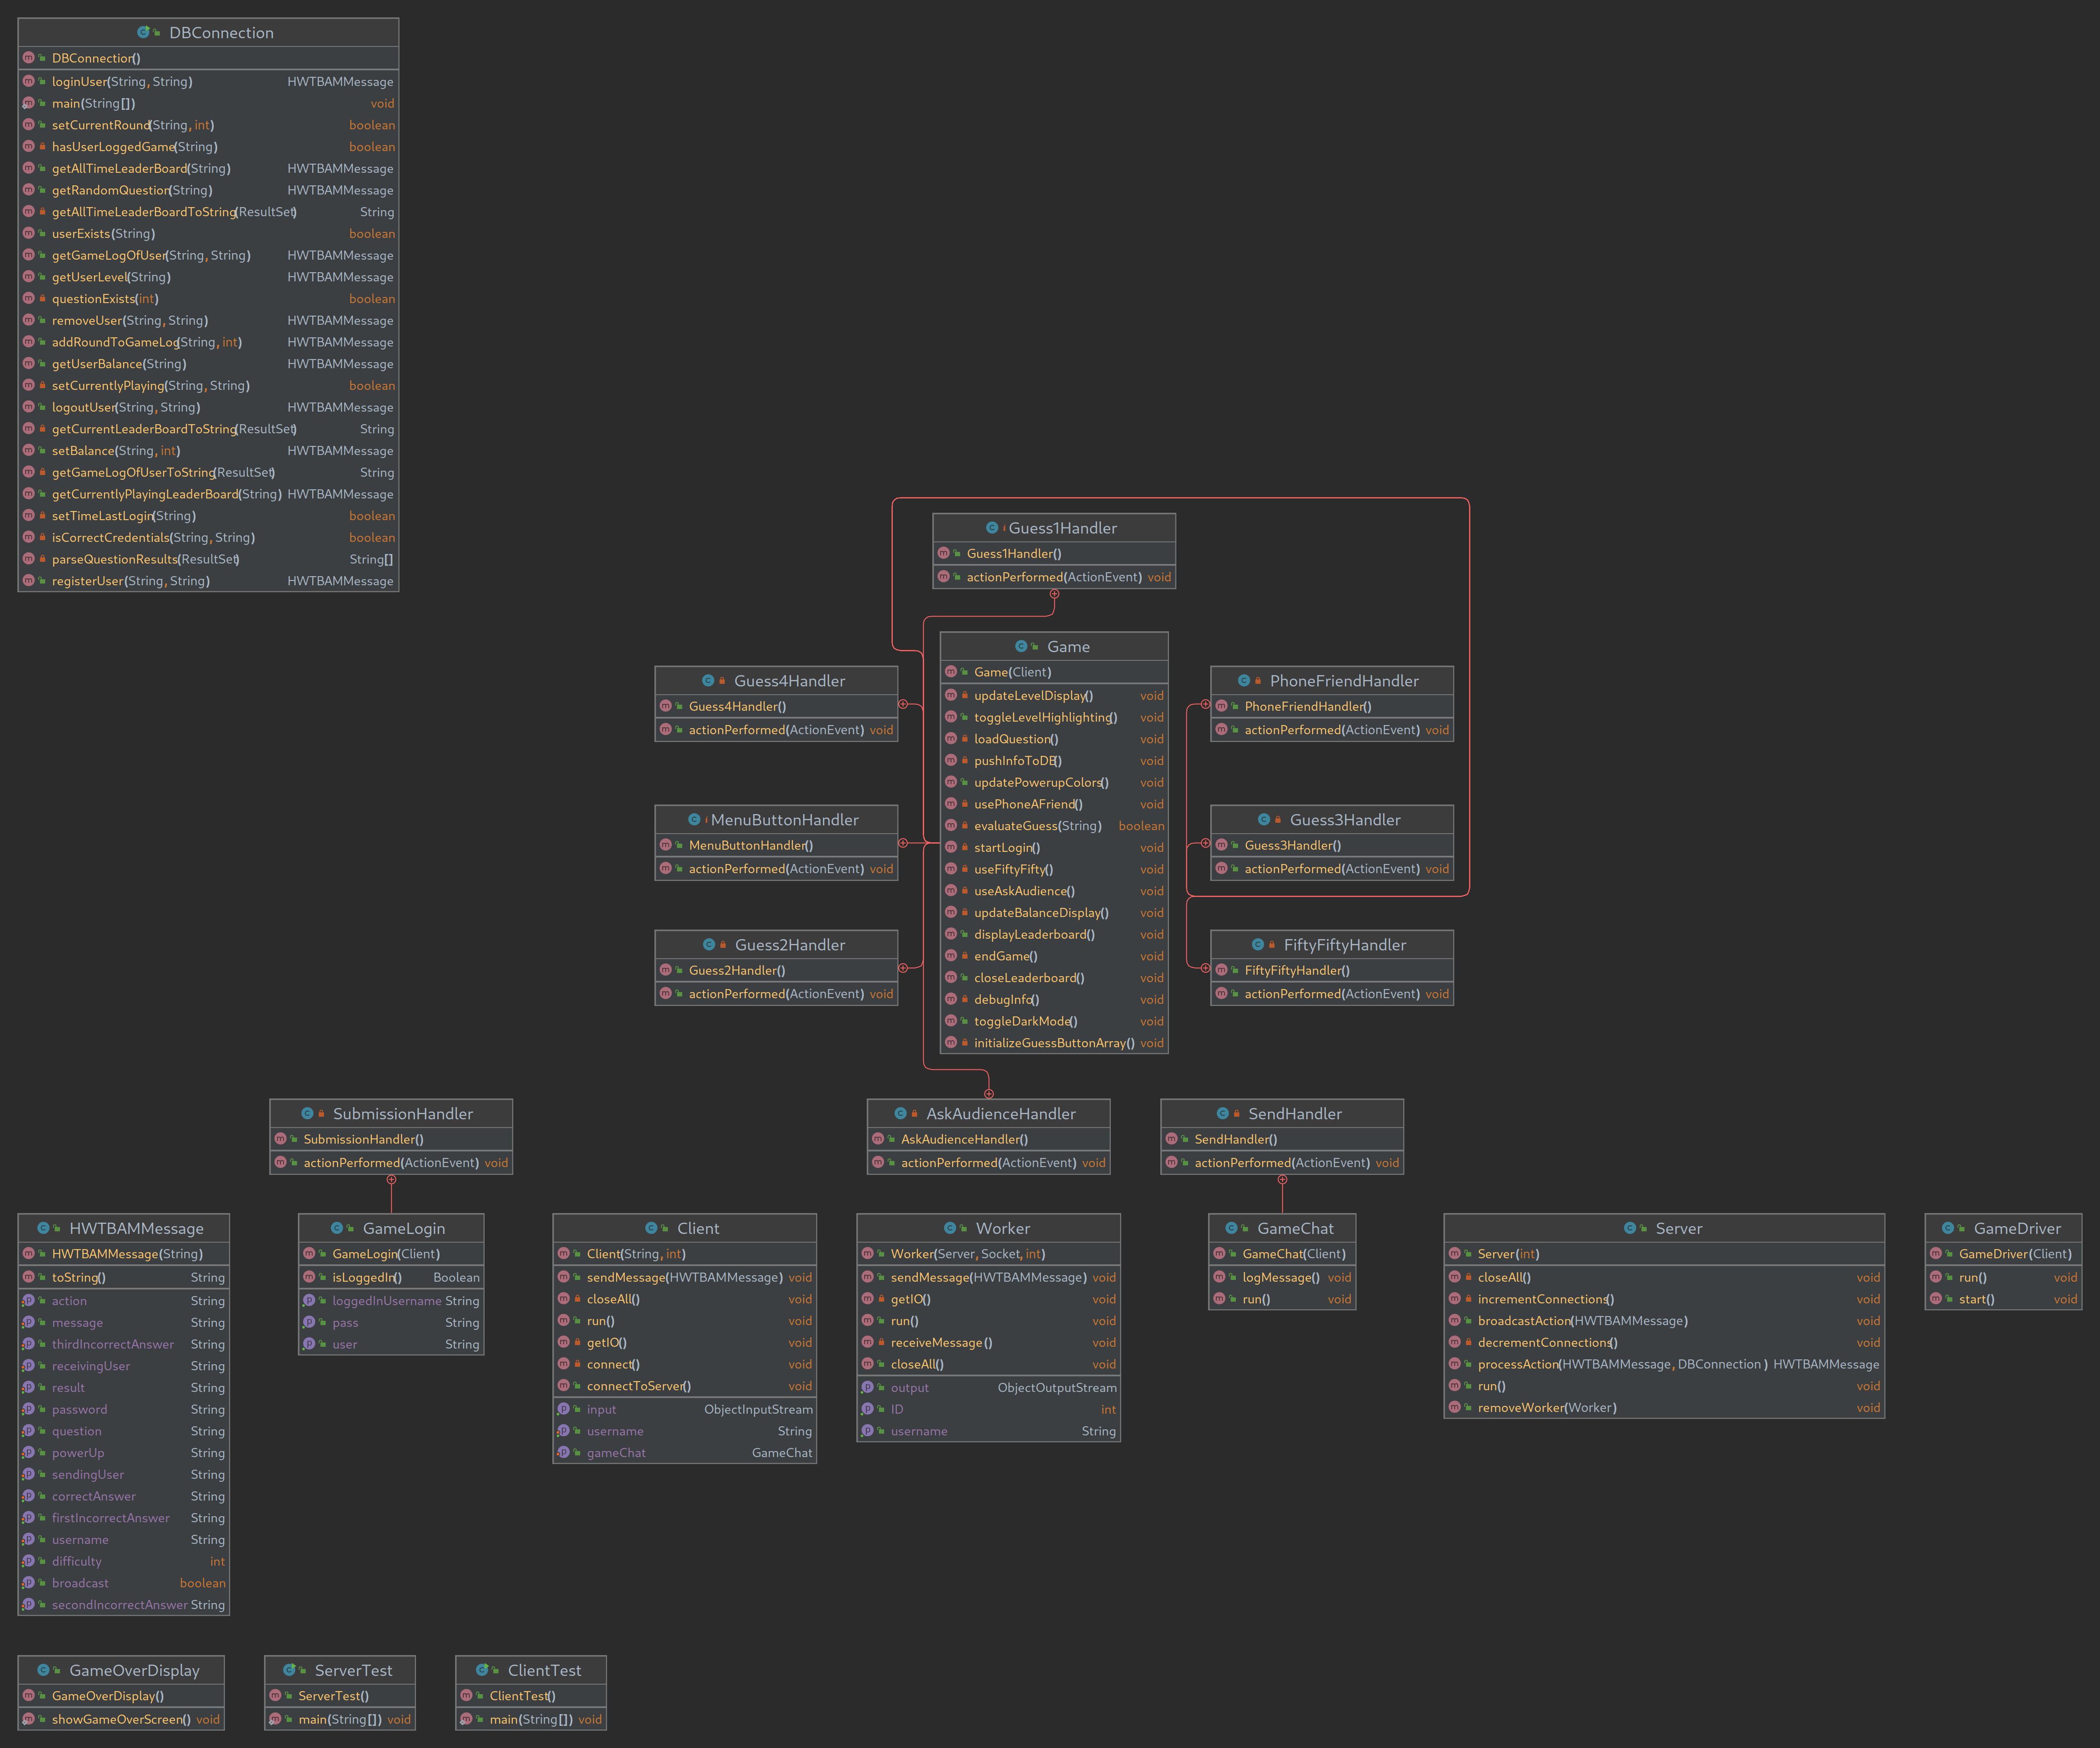 DBConnection
DBConnection()
loginUser(String, String) HWTBAMMessage
main(String[]) void
setCurrentRound(String, int) boolean
hasUserLoggedGame(String) boolean
getAllTimeLeaderBoard(String) HWTBAMMessage
getRandomQuestion(String) HWTBAMMessage
getAllTimeLeaderBoardToString(ResultSet) String
userExists(String) boolean
getGameLogOfUser(String, String) HWTBAMMessage
getUserLevel(String) HWTBAMMessage
questionExists(int) boolean
removeUser(String, String) HWTBAMMessage
addRoundToGameLog(String, int) HWTBAMMessage
getUserBalance(String) HWTBAMMessage
setCurrentlyPlaying(String, String) boolean
logoutUser(String, String) HWTBAMMessage
getCurrentLeaderBoardToString(ResultSet) String
setBalance(String, int) HWTBAMMessage
getGameLogOfUserToString(ResultSet) String
getCurrentlyPlayingLeaderBoard(String) HWTBAMMessage
setTimeLastLogin(String) boolean
isCorrectCredentials(String, String) boolean
parseQuestionResults(ResultSet) String[]
registerUser(String, String) HWTBAMMessage
Guess1Handler
Guess1Handler()
actionPerformed(ActionEvent) void
Guess4Handler
Guess4Handler()
actionPerformed(ActionEvent) void
MenuButtonHandler
MenuButtonHandler()
actionPerformed(ActionEvent) void
Guess2Handler
Guess2Handler()
actionPerformed(ActionEvent) void
Game
Game(Client)
updateLevelDisplay() void
toggleLevelHighlighting() void
loadQuestion() void
pushInfoToDB() void
updatePowerupColors() void
usePhoneAFriend() void
evaluateGuess(String) boolean
startLogin() void
useFiftyFifty() void
useAskAudience() void
updateBalanceDisplay() void
displayLeaderboard() void
endGame() void
closeLeaderboard() void
debugInfo() void
toggleDarkMode() void
initializeGuessButtonArray() void
PhoneFriendHandler
PhoneFriendHandler()
actionPerformed(ActionEvent) void
Guess3Handler
Guess3Handler()
actionPerformed(ActionEvent) void
FiftyFiftyHandler
FiftyFiftyHandler()
actionPerformed(ActionEvent) void
SubmissionHandler
SubmissionHandler()
actionPerformed(ActionEvent) void
AskAudienceHandler
AskAudienceHandler()
actionPerformed(ActionEvent) void
SendHandler
SendHandler()
actionPerformed(ActionEvent) void
HWTBAMMessage
HWTBAMMessage(String)
toString() String
action String
message String
thirdIncorrectAnswer String
receivingUser String
result String
password String
question String
powerUp String
sendingUser String
correctAnswer String
firstIncorrectAnswer String
username String
difficulty int
broadcast boolean
secondIncorrectAnswer String
GameLogin
GameLogin(Client)
isLoggedIn() Boolean
loggedInUsername String
pass String
user String
Client
Client(String, int)
sendMessage(HWTBAMMessage) void
closeAll() void
run() void
getIO() void
connect() void
connectToServer() void
input ObjectInputStream
username String
gameChat GameChat
Worker
Worker(Server, Socket, int)
sendMessage(HWTBAMMessage) void
getIO() void
run() void
receiveMessage() void
closeAll() void
output ObjectOutputStream
ID int
username String
GameChat
GameChat(Client)
logMessage() void
run() void
Server
Server(int)
closeAll() void
incrementConnections() void
broadcastAction(HWTBAMMessage) void
decrementConnections() void
processAction(HWTBAMMessage, DBConnection) HWTBAMMessage
run() void
removeWorker(Worker) void
GameDriver
GameDriver(Client)
run() void
start() void
GameOverDisplay
GameOverDisplay()
showGameOverScreen() void
ServerTest
ServerTest()
main(String[]) void
ClientTest
ClientTest()
main(String[]) void